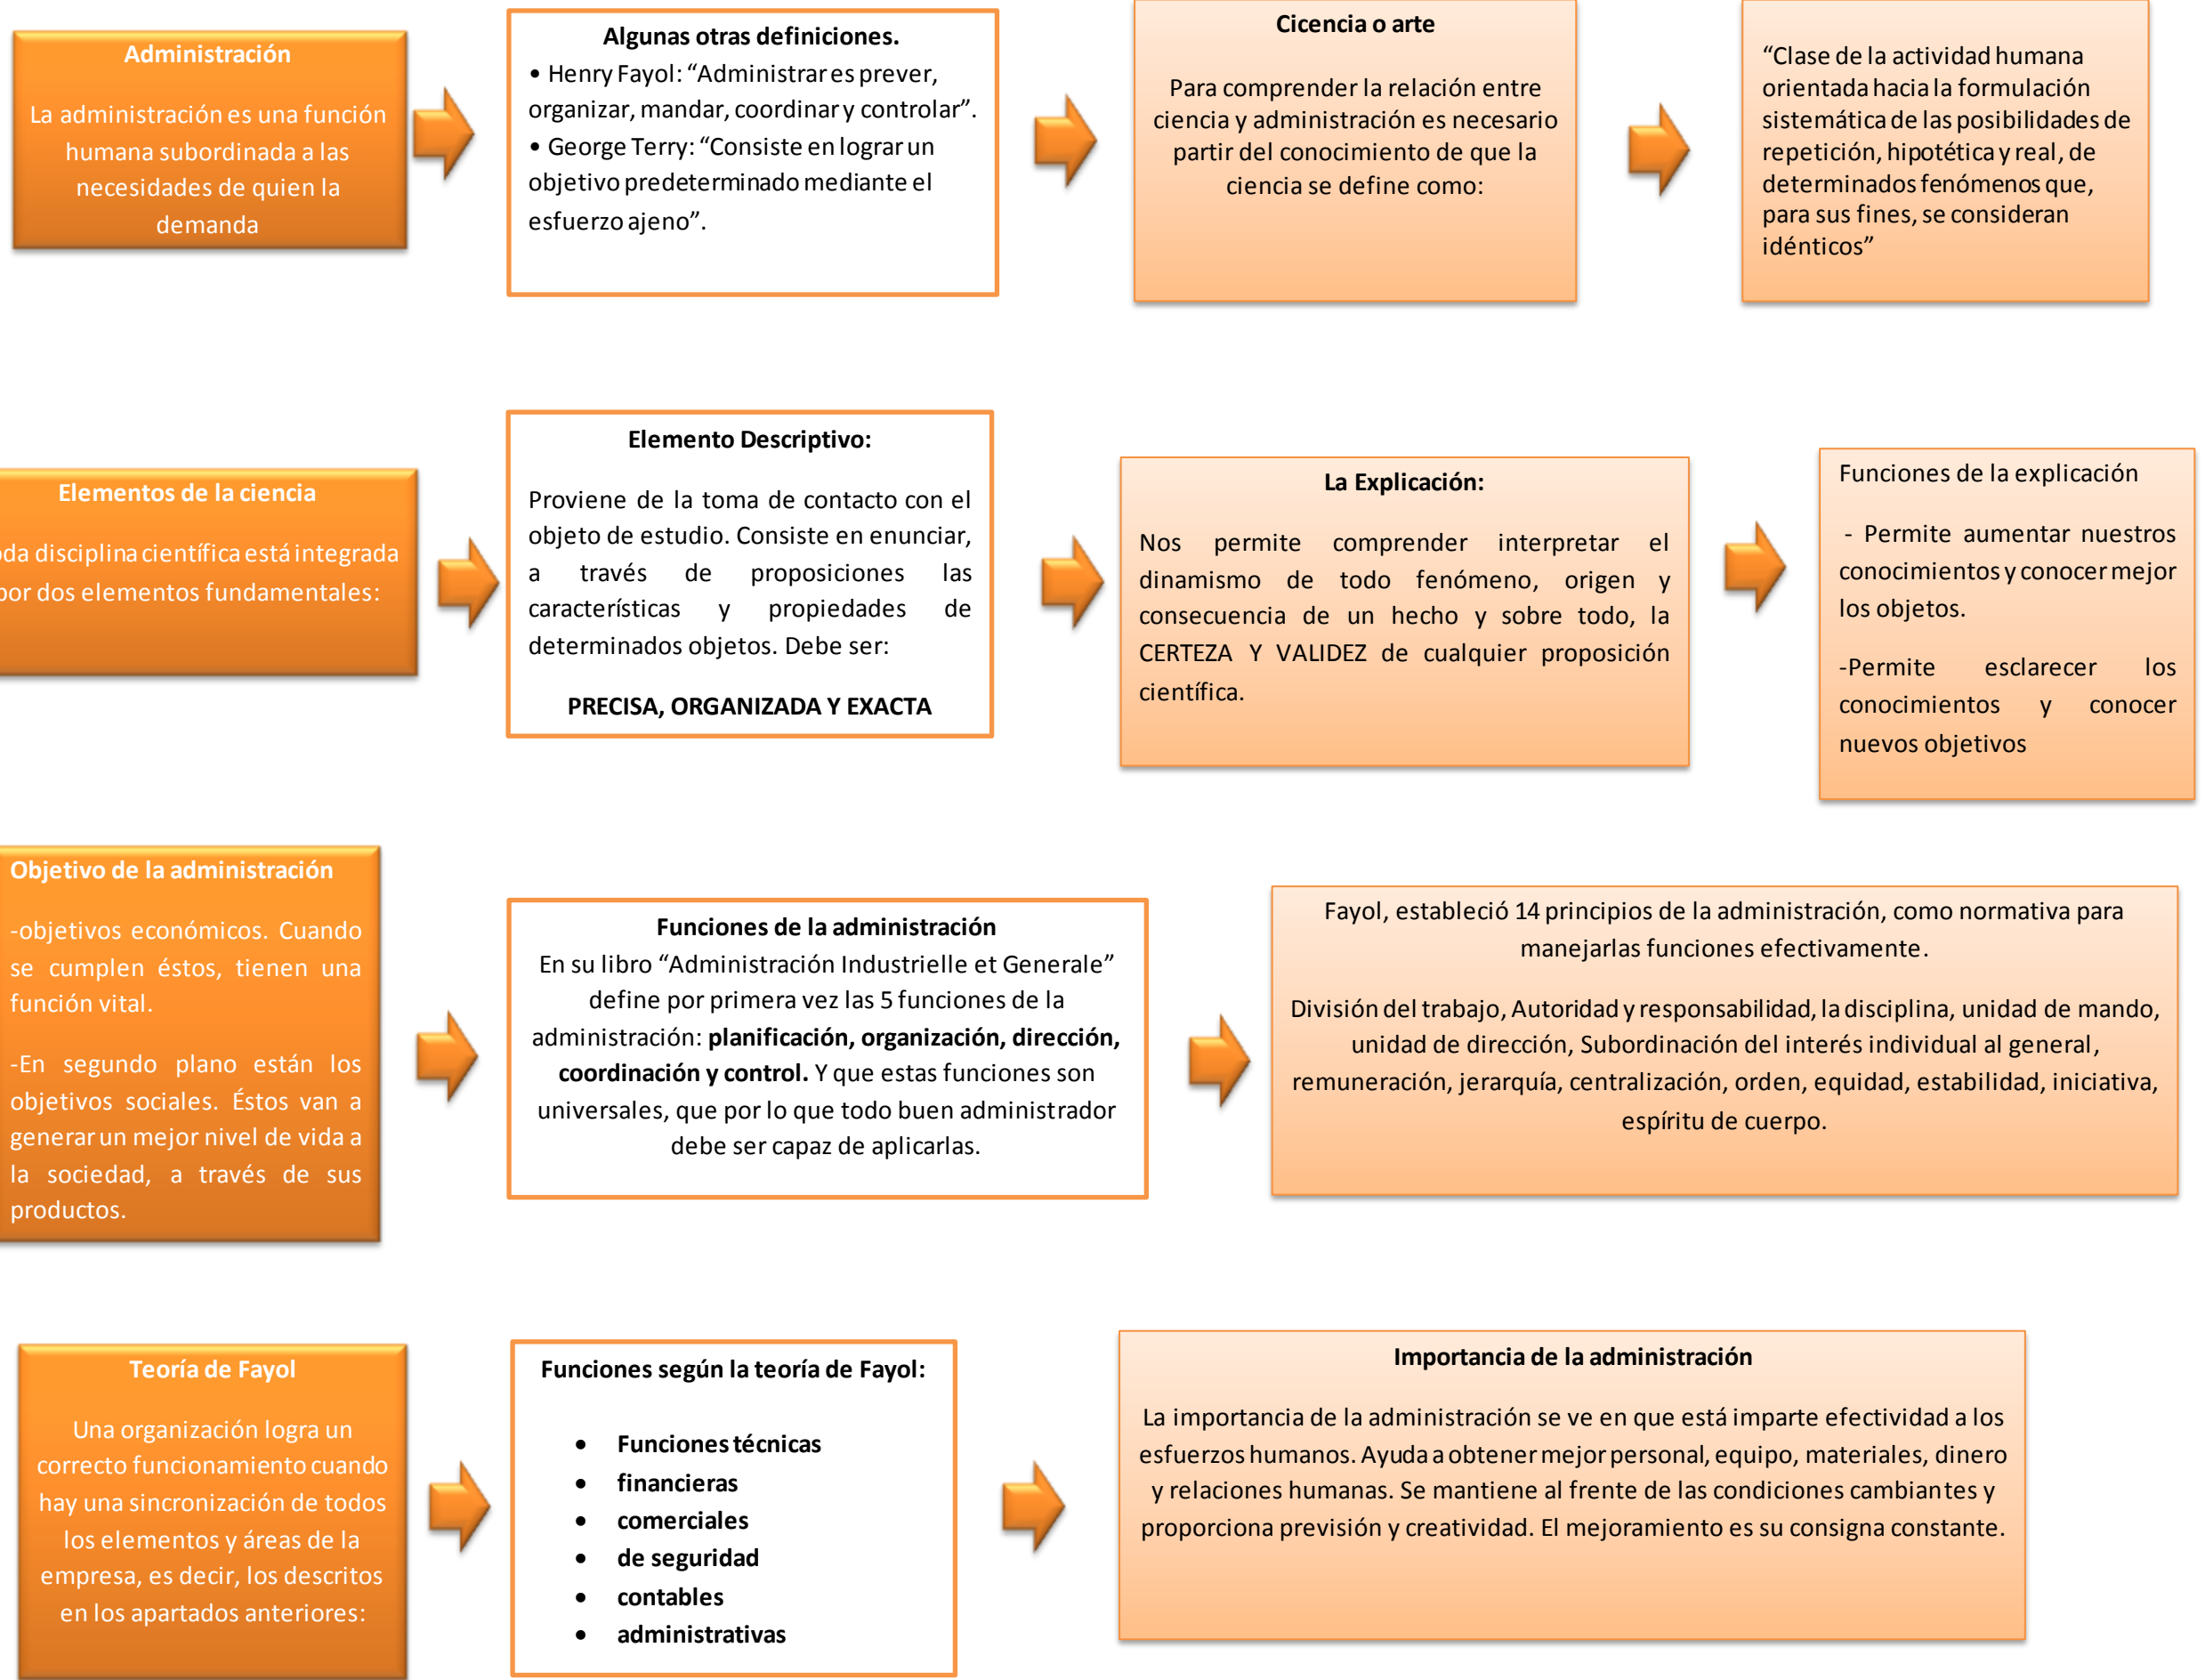 Administración
La administración es una función
humana subordinada a las
necesidades de quien la
demanda
Algunas otras definiciones.
• Henry Fayol: “Administrar es prever,
organizar, mandar, coordinar y controlar”.
• George Terry: “Consiste en lograr un
objetivo predeterminado mediante el
esfuerzo ajeno”.
Cicencia o arte
Para comprender la relación entre
ciencia y administración es necesario
partir del conocimiento de que la
ciencia se define como:
“Clase de la actividad humana
orientada hacia la formulación
sistemática de las posibilidades de
repetición, hipotética y real, de
determinados fenómenos que,
para sus fines, se consideran
idénticos”
Elementos de la ciencia
oda disciplina científica está integrada
por dos elementos fundamentales:
Elemento Descriptivo:
Proviene de la toma de contacto con el
objeto de estudio. Consiste en enunciar,
a través de proposiciones las
características y propiedades de
determinados objetos. Debe ser:
PRECISA, ORGANIZADA Y EXACTA
La Explicación:
Nos permite comprender interpretar el
dinamismo de todo fenómeno, origen y
consecuencia de un hecho y sobre todo, la
CERTEZA Y VALIDEZ de cualquier proposición
científica.
Funciones de la explicación
- Permite aumentar nuestros
conocimientos y conocer mejor
los objetos.
-Permite esclarecer los
conocimientos y conocer
nuevos objetivos
Objetivo de la administración
-objetivos económicos. Cuando
se cumplen éstos, tienen una
función vital.
-En segundo plano están los
objetivos sociales. Éstos van a
generar un mejor nivel de vida a
la sociedad, a través de sus
productos.
Funciones de la administración
En su libro “Administración Industrielle et Generale”
define por primera vez las 5 funciones de la
administración: planificación, organización, dirección,
coordinación y control. Y que estas funciones son
universales, que por lo que todo buen administrador
debe ser capaz de aplicarlas.
Fayol, estableció 14 principios de la administración, como normativa para
manejarlas funciones efectivamente.
División del trabajo, Autoridad y responsabilidad, la disciplina, unidad de mando,
unidad de dirección, Subordinación del interés individual al general,
remuneración, jerarquía, centralización, orden, equidad, estabilidad, iniciativa,
espíritu de cuerpo.
Teoría de Fayol
Una organización logra un
correcto funcionamiento cuando
hay una sincronización de todos
los elementos y áreas de la
empresa, es decir, los descritos
en los apartados anteriores:
Funciones según la teoría de Fayol:
• Funciones técnicas
• financieras
• comerciales
• de seguridad
• contables
• administrativas
Importancia de la administración
La importancia de la administración se ve en que está imparte efectividad a los
esfuerzos humanos. Ayuda a obtener mejor personal, equipo, materiales, dinero
y relaciones humanas. Se mantiene al frente de las condiciones cambiantes y
proporciona previsión y creatividad. El mejoramiento es su consigna constante.